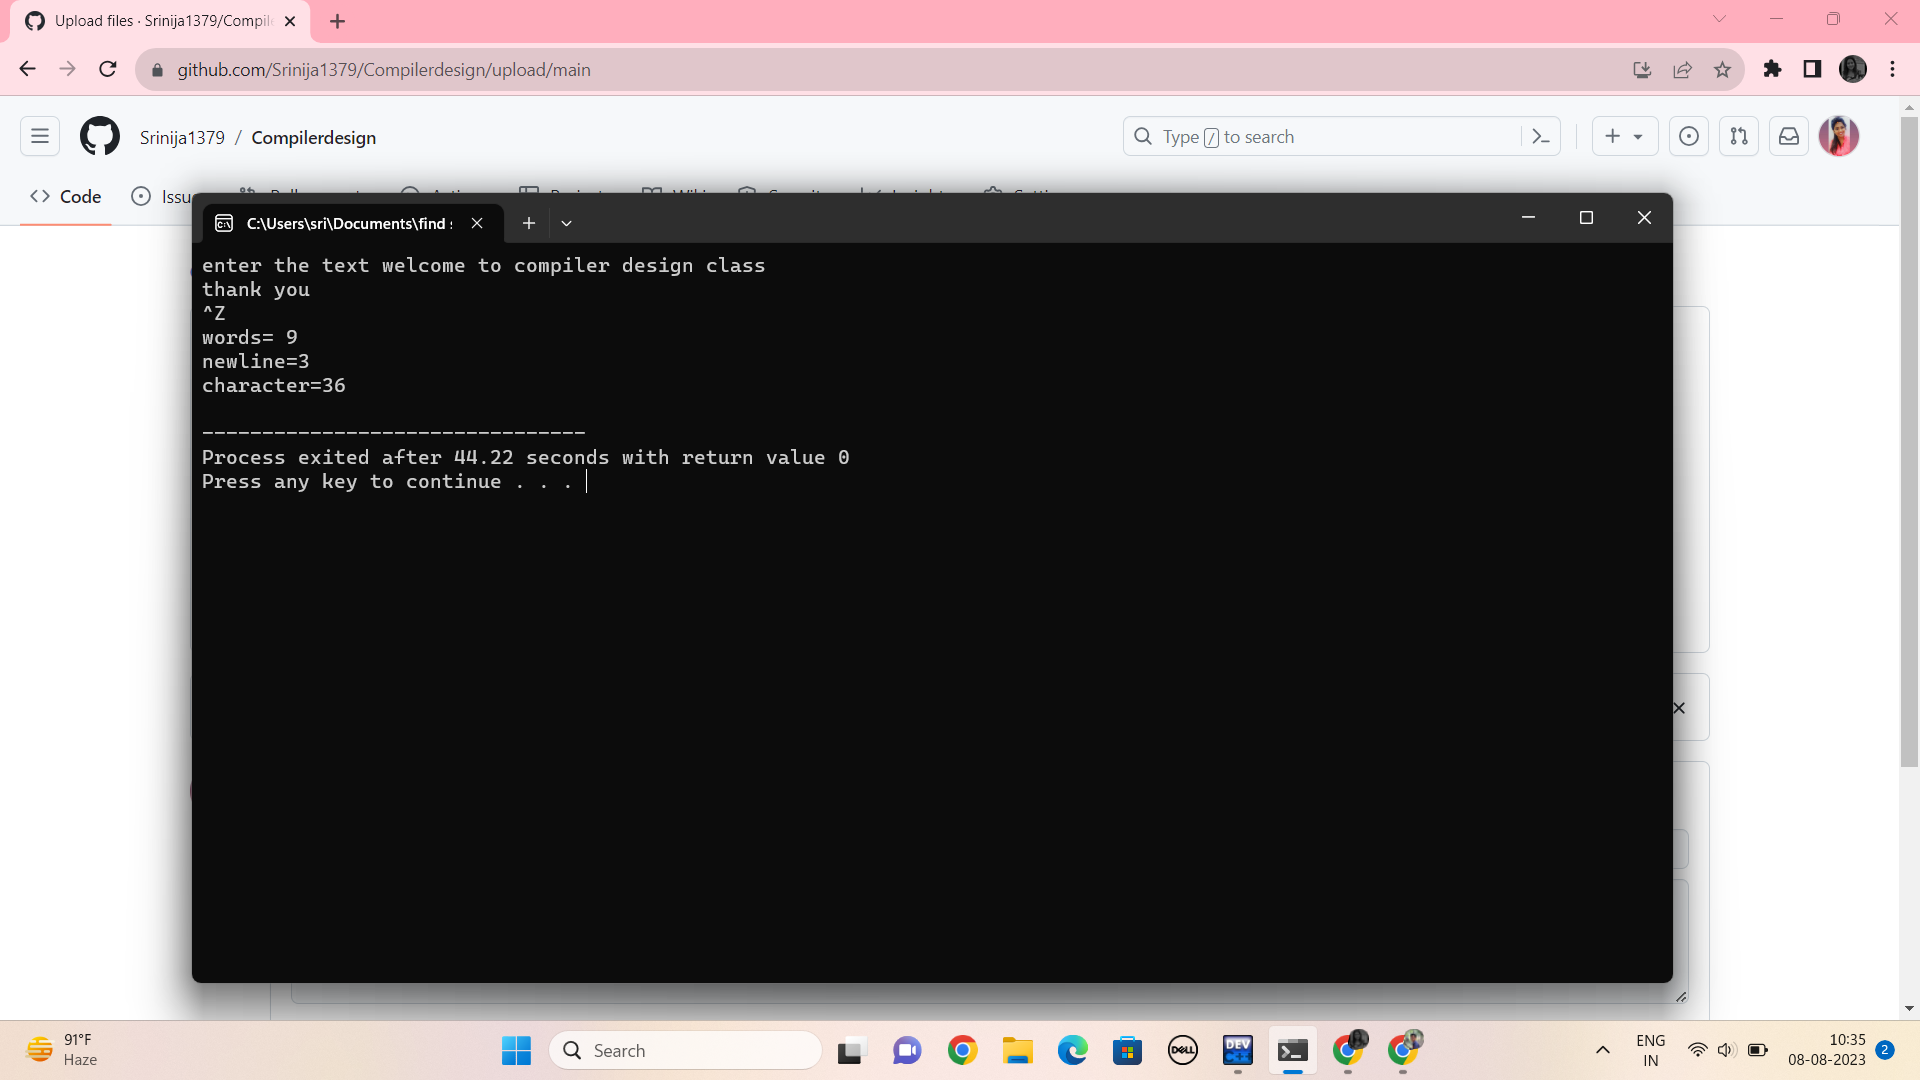 Upload files · Srinija1379/Compile
github.com/Srinija1379/Compilerdesign/upload/main
Srinija1379 / Compilerdesign
Type / to search
Code
Issu
C:\Users\sri\Documents\find s
enter the text welcome to compiler design class
thank you
^Z
words= 9
newline=3
character=36
--------------------------------
Process exited after 44.22 seconds with return value 0
Press any key to continue . . .
91°F
Haze
Search
DELL
DEV
ENG
IN
10:35
08-08-2023
2